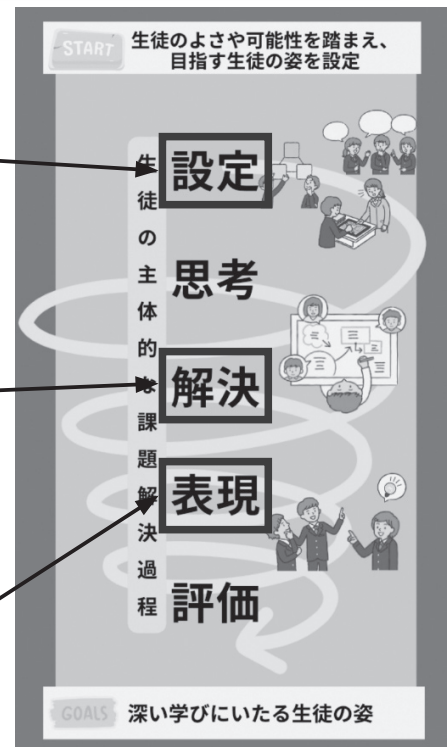 START
生徒のよさや可能性を踏まえ、
目指す生徒の姿を設定
生徒の主体的な課題解決過程
設定
思考
解決
表現
評価
GOALS
深い学びにいたる生徒の姿